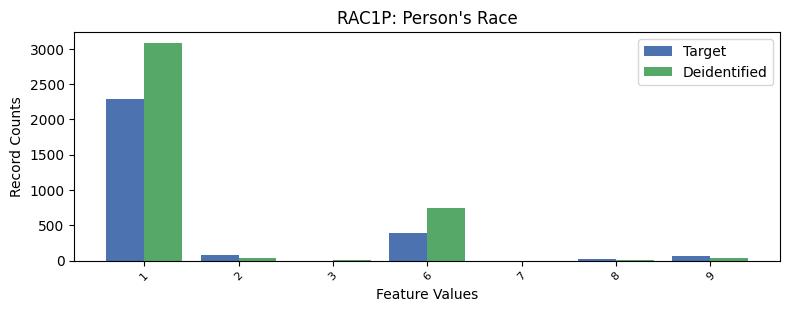 RAC1P: Person's Race
Target
Deidentified
Record Counts
3000
2500
2000
1500
1000
500
0
1 2 3 6 7 8 9
Feature Values